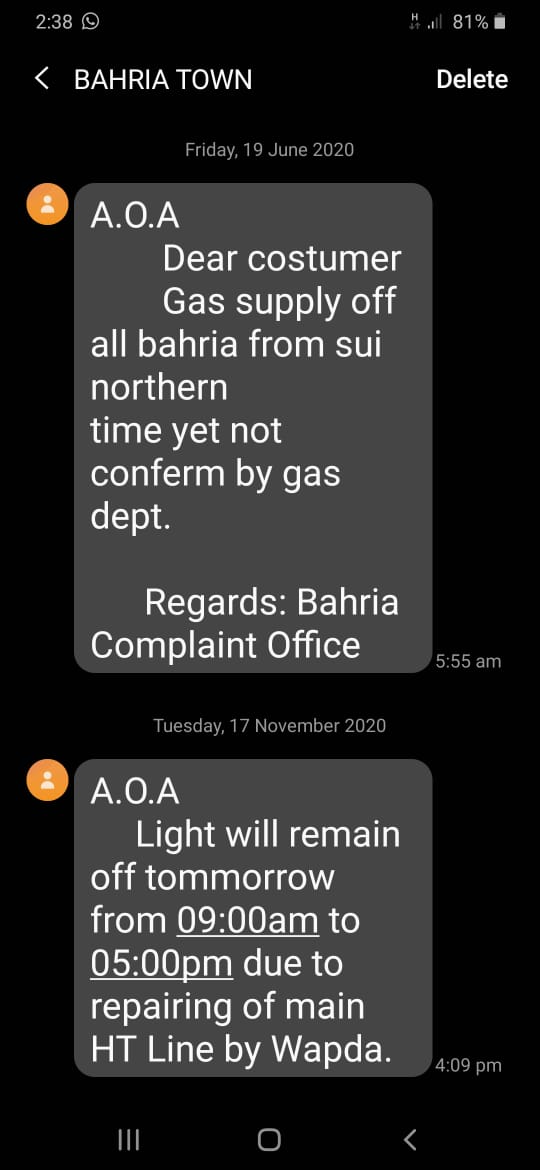 2:38
H 81%
BAHRIA TOWN Delete
Friday, 19 June 2020
A.O.A
Dear costumer
Gas supply off
all bahria from sui
northern
time yet not
conferm by gas
dept.
Regards: Bahria
Complaint Office
5:55 am
Tuesday, 17 November 2020
A.O.A
Light will remain
off tommorrow
from 09:00am to
05:00pm due to
repairing of main
HT Line by Wapda.
4:09 pm